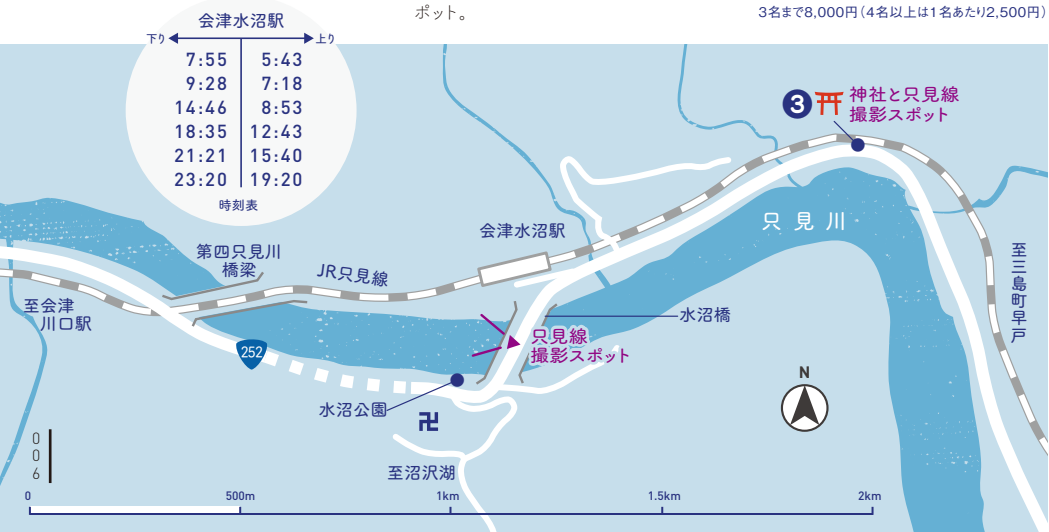 ポット。
3名まで8,000円（4名以上は1名あたり2,500円）
会津水沼駅
下り 上り
7:55 5:43
9:28 7:18
14:46 8:53
18:35 12:43
21:21 15:40
23:20 19:20
時刻表
3 神社と只見線
撮影スポット
只見川
会津水沼駅
第四只見川
橋梁
JR只見線
至会津
川口駅
至三島町早戸
水沼橋
只見線
撮影スポット
252
水沼公園
卍
N
至沼沢湖
006
0 500m 1km 1.5km 2km